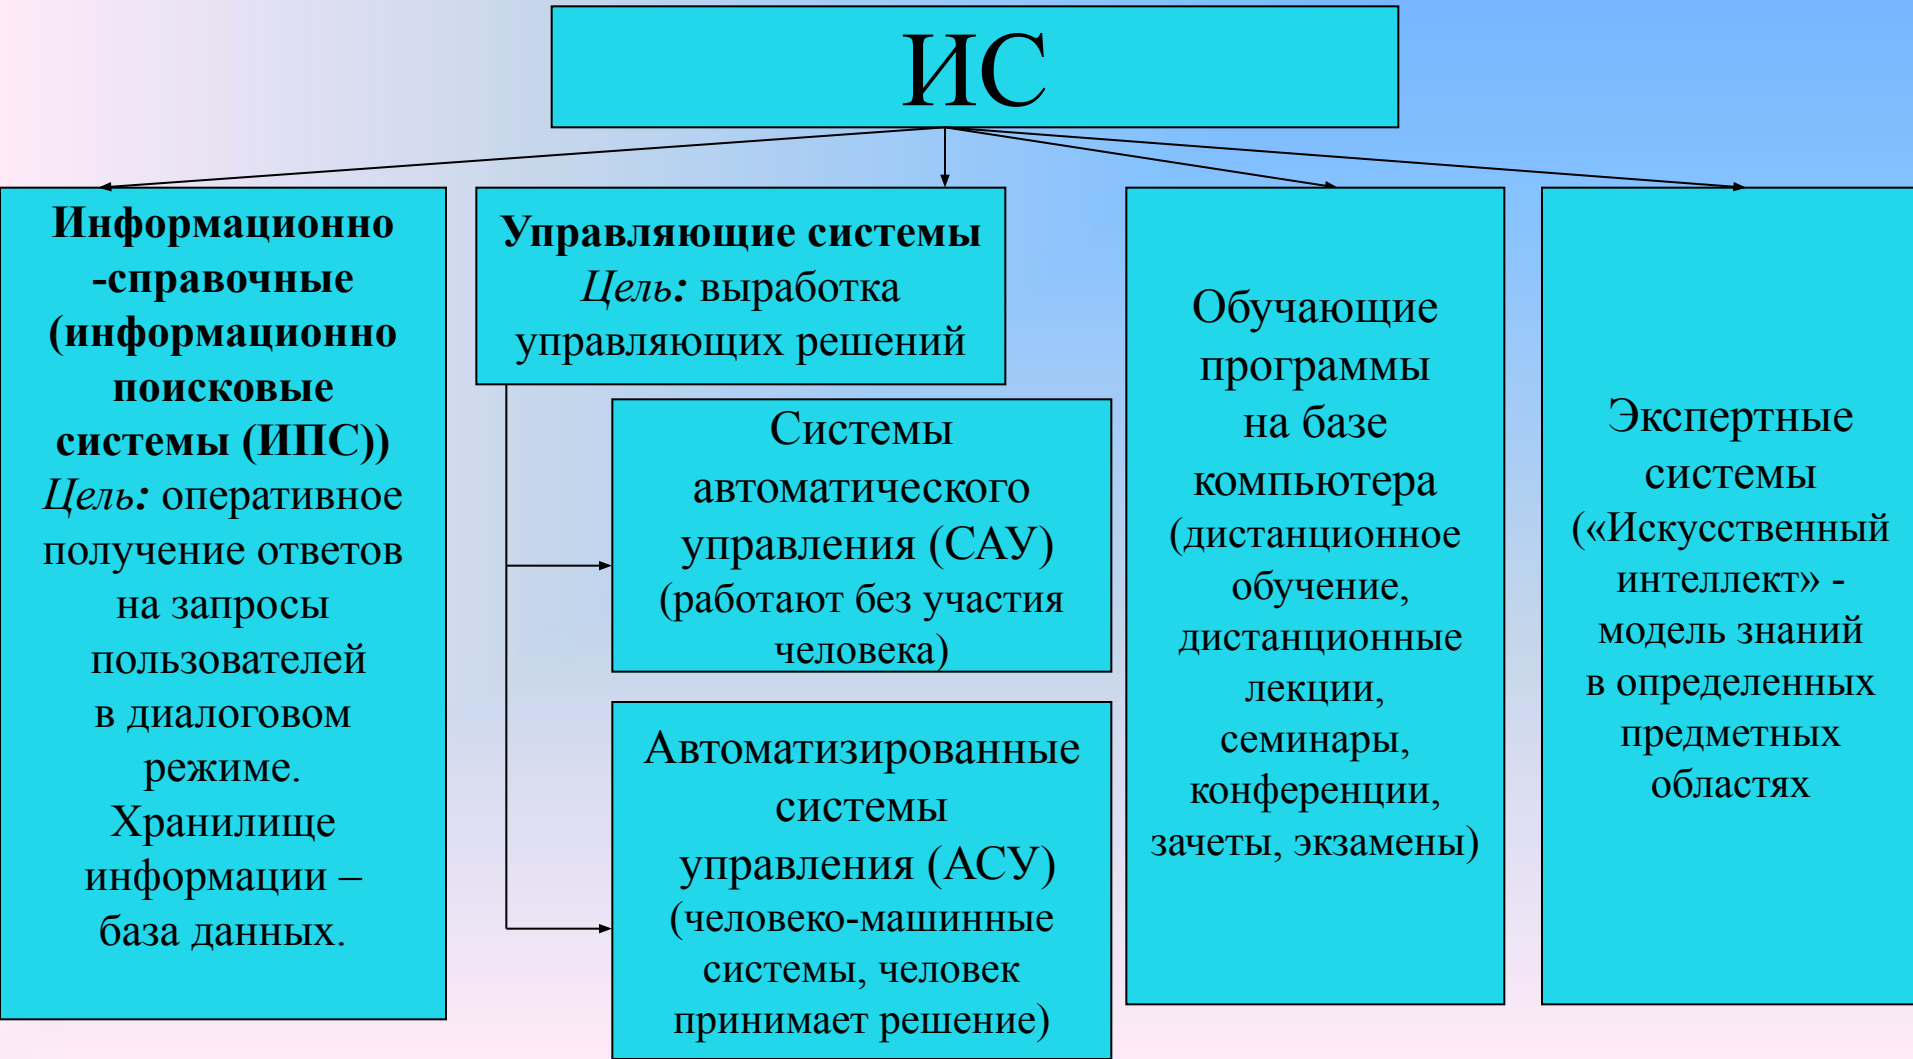 ИС
Информационно
-справочные
(информационно
поисковые
системы (ИПС))
Цель: оперативное
получение ответов
на запросы
пользователей
в диалоговом
режиме.
Хранилище
информации –
база данных.
Управляющие системы
Цель: выработка
управляющих решений
Системы
автоматического
управления (САУ)
(работают без участия
человека)
Автоматизированные
системы
управления (АСУ)
(человеко-машинные
системы, человек
принимает решение)
Обучающие
программы
на базе
компьютера
(дистанционное
обучение,
дистанционные
лекции,
семинары,
конференции,
зачеты, экзамены)
Экспертные
системы
(«Искусственный
интеллект» -
модель знаний
в определенных
предметных
областях